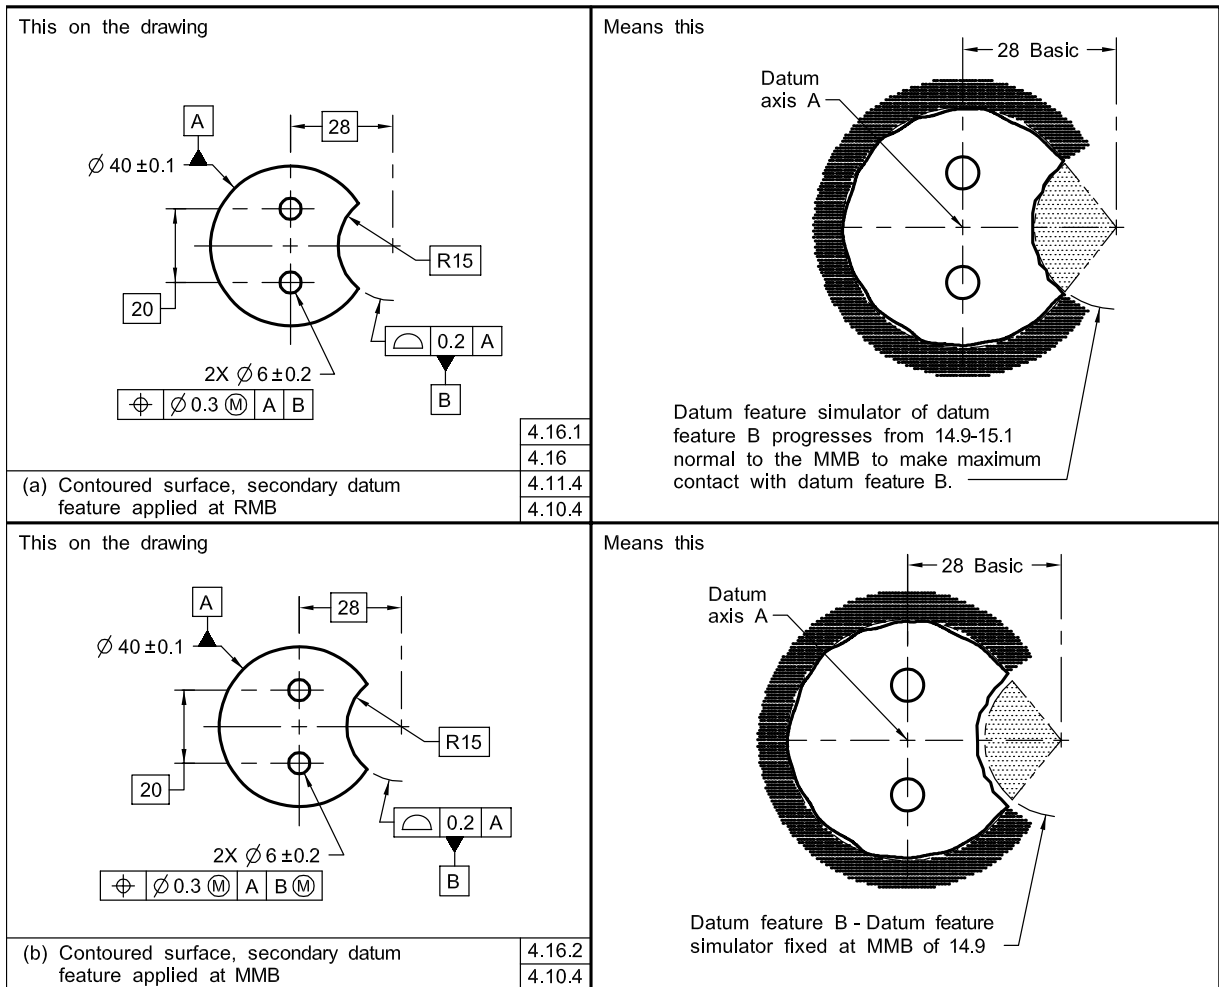 This on the drawing
A
28
Ø 40 ±0.1
R15
20
⌓ 0.2 A
2X Ø 6 ±0.2
B
⌖ Ø 0.3 Ⓜ A B
4.16.1
4.16
4.11.4
4.10.4
(a) Contoured surface, secondary datum
feature applied at RMB
Means this
28 Basic
Datum
axis A
Datum feature simulator of datum
feature B progresses from 14.9-15.1
normal to the MMB to make maximum
contact with datum feature B.
This on the drawing
A
28
Ø 40 ±0.1
R15
20
⌓ 0.2 A
2X Ø 6 ±0.2
B
⌖ Ø 0.3 Ⓜ A B Ⓜ
(b) Contoured surface, secondary datum
feature applied at MMB
4.16.2
4.10.4
Means this
28 Basic
Datum
axis A
Datum feature B - Datum feature
simulator fixed at MMB of 14.9